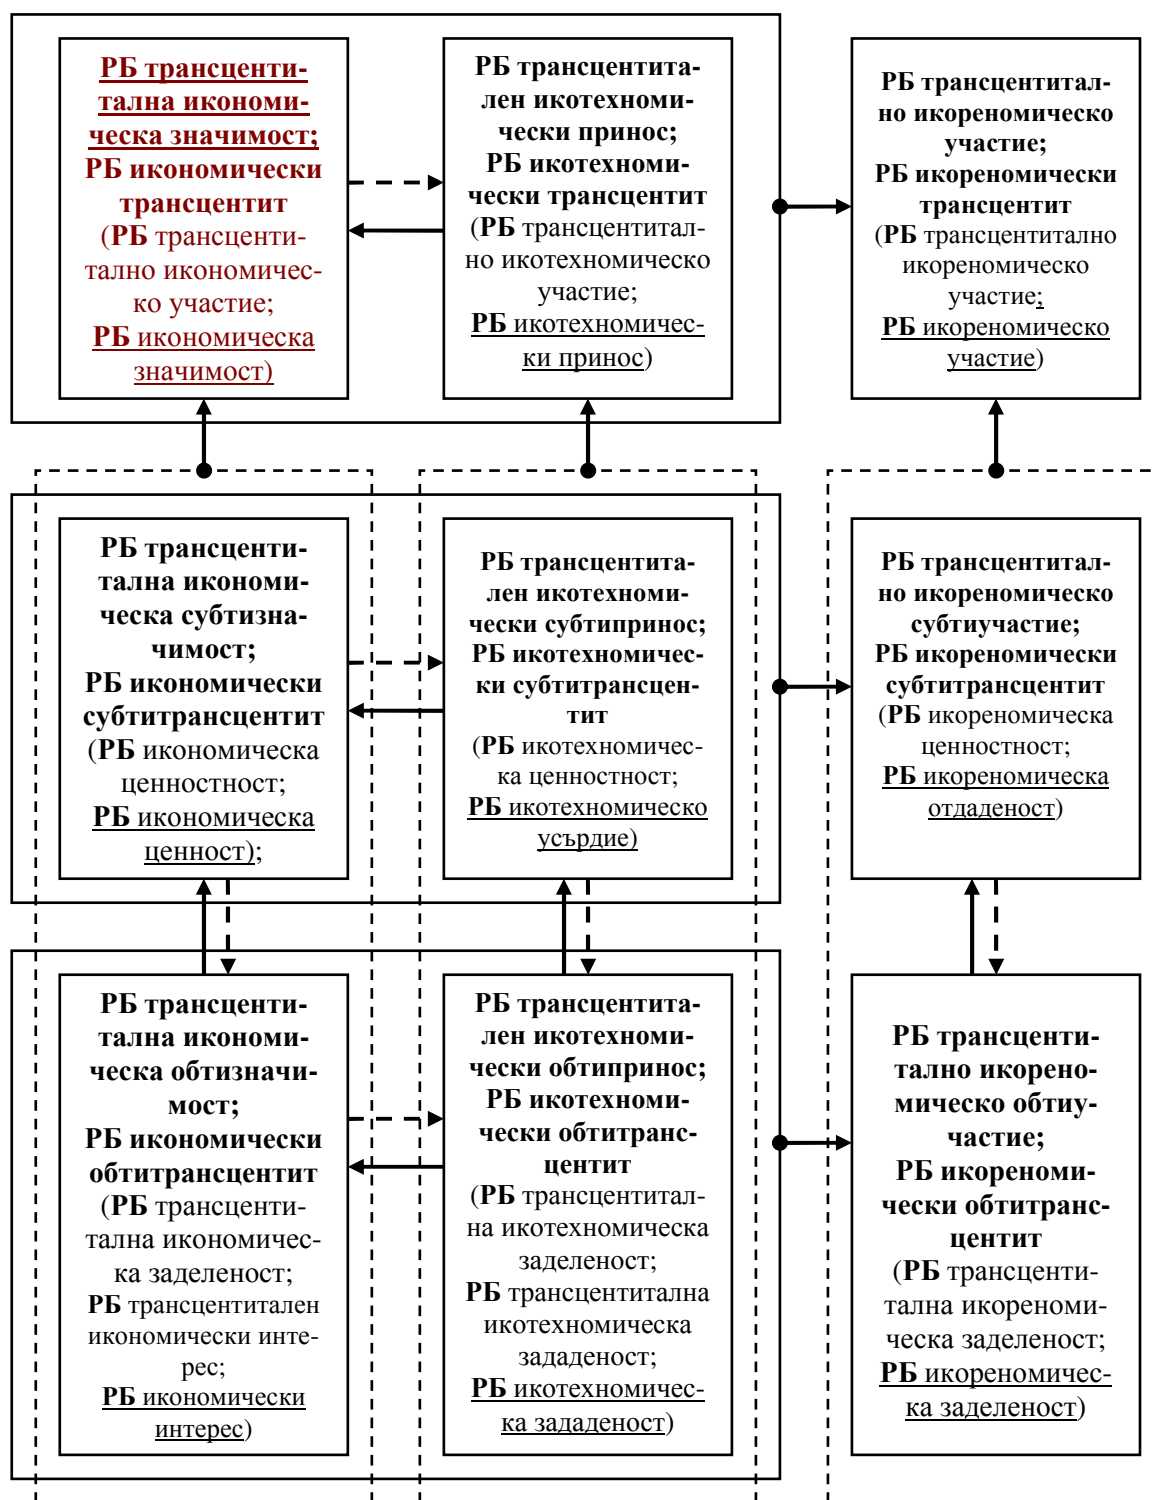 РБ трансценти-
тална икономи-
ческа значимост;
РБ икономически
трансцентит
(РБ трансценти-
тално икономичес-
ко участие;
РБ икономическа
значимост)
РБ трансцентита-
лен икотехноми-
чески принос;
РБ икотехноми-
чески трансцентит
(РБ трансцентитал-
но икотехномическо
участие;
РБ икотехномичес-
ки принос)
РБ трансцентитал-
но икореномическо
участие;
РБ икореномически
трансцентит
(РБ трансцентитално
икореномическо
участие;
РБ икореномическо
участие)
РБ трансценти-
тална икономи-
ческа субтизна-
чимост;
РБ икономически
субтитрансцентит
(РБ икономическа
ценностност;
РБ икономическа
ценност);
РБ трансцентита-
лен икотехноми-
чески субтипринос;
РБ икотехномичес-
ки субтитрансцен-
тит
(РБ икотехномичес-
ка ценностност;
РБ икотехномическо
усърдие)
РБ трансцентитал-
но икореномическо
субтиучастие;
РБ икореномически
субтитрансцентит
(РБ икореномическа
ценностност;
РБ икореномическа
отдаденост)
РБ трансценти-
тална икономи-
ческа обтизначи-
мост;
РБ икономически
обтитрансцентит
(РБ трансценти-
тална икономичес-
ка заделеност;
РБ трансцентитален
икономически инте-
рес;
РБ икономически
интерес)
РБ трансцентита-
лен икотехноми-
чески обтипринос;
РБ икотехноми-
чески обтитранс-
центит
(РБ трансцентитал-
на икотехномическа
заделеност;
РБ трансцентитална
икотехномическа
зададеност;
РБ икотехномичес-
ка зададеност)
РБ трансценти-
тално икорено-
мическо обтиу-
частие;
РБ икореноми-
чески обтитранс-
центит
(РБ трансценти-
тална икореноми-
ческа заделеност;
РБ икореномичес-
ка заделеност)